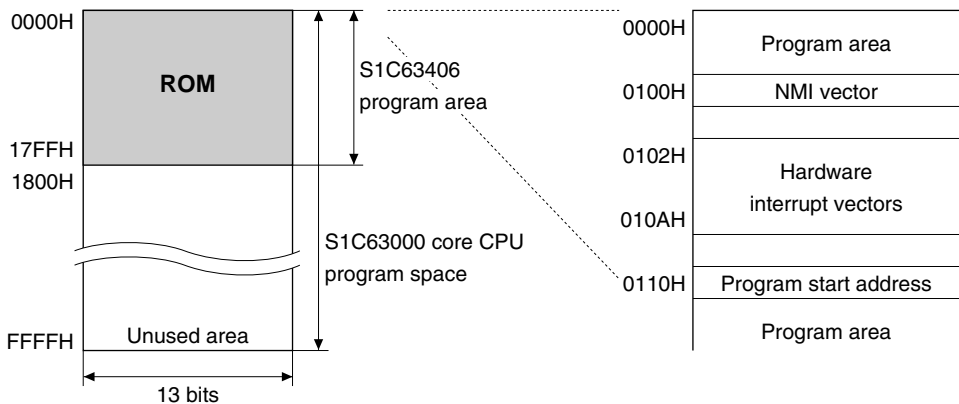 0000H
ROM
17FFH
1800H
FFFFH
Unused area
13 bits
S1C63406
program area
S1C63000 core CPU
program space
0000H
Program area
0100H
NMI vector
0102H
Hardware
interrupt vectors
010AH
0110H
Program start address
Program area